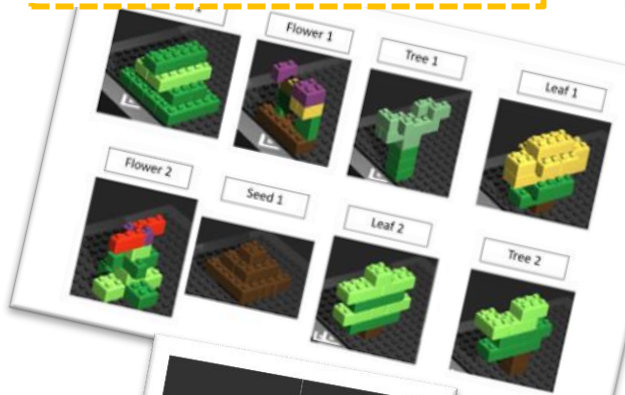 Flower 1
Tree 1
Leaf 1
Flower 2
Seed 1
Leaf 2
Tree 2